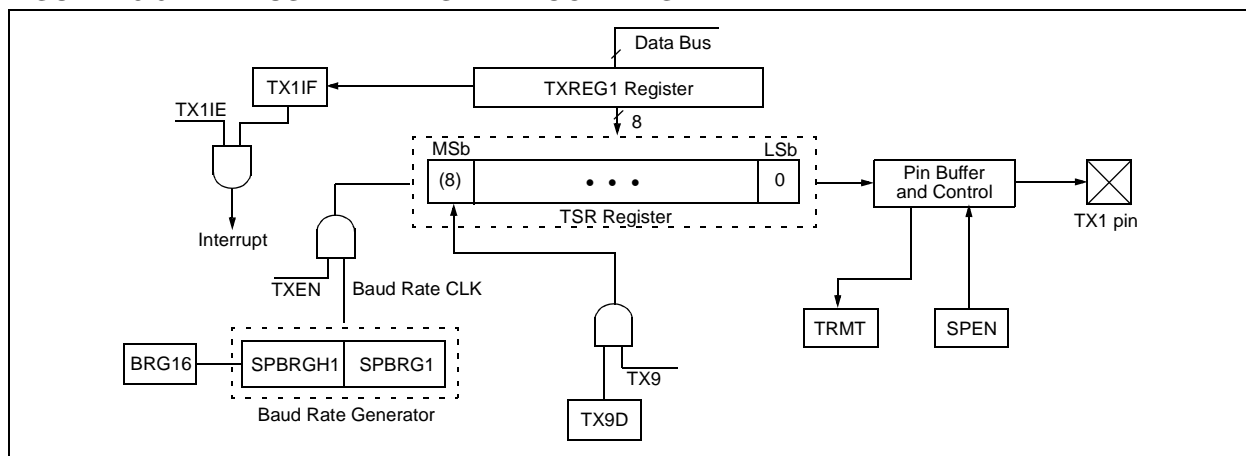 Data Bus
TX1IF
TXREG1 Register
TX1IE
8
MSb
LSb
(8)
• • •
0
Pin Buffer
and Control
TSR Register
TX1 pin
Interrupt
TXEN
Baud Rate CLK
TRMT
SPEN
BRG16
SPBRGH1
SPBRG1
TX9
Baud Rate Generator
TX9D